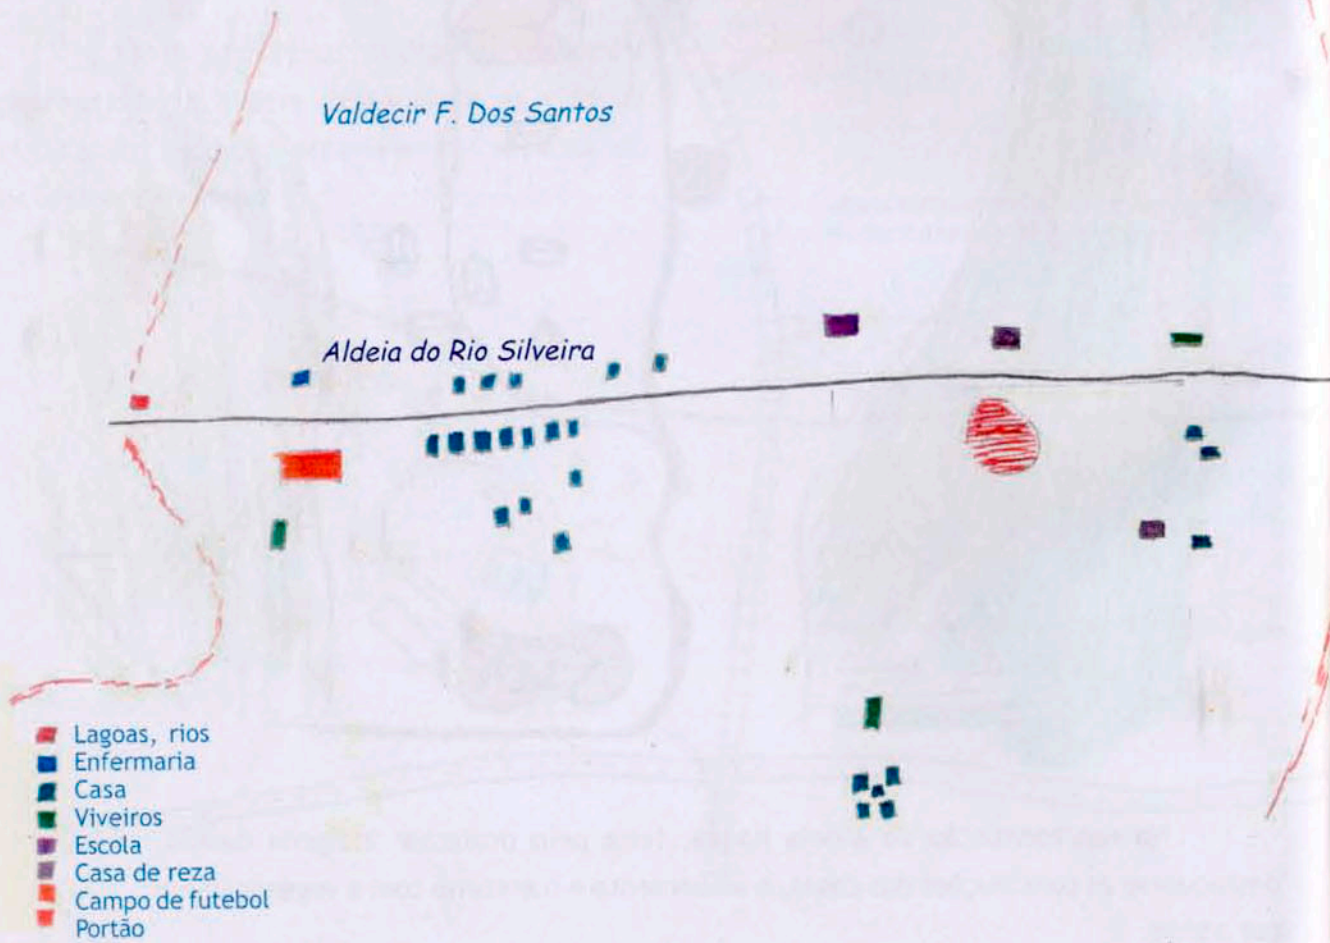 Valdecir F. Dos Santos
Aldeia do Rio Silveira
Lagoas, rios
Enfermaria
Casa
Viveiros
Escola
Casa de reza
Campo de futebol
Portão